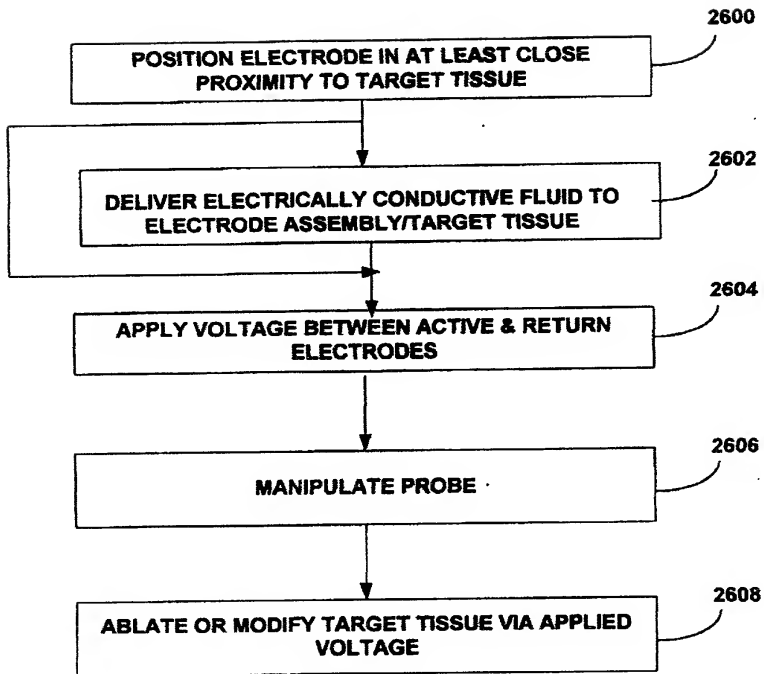 2600
POSITION ELECTRODE IN AT LEAST CLOSE
PROXIMITY TO TARGET TISSUE
2602
DELIVER ELECTRICALLY CONDUCTIVE FLUID TO
ELECTRODE ASSEMBLY/TARGET TISSUE
2604
APPLY VOLTAGE BETWEEN ACTIVE & RETURN
ELECTRODES
2606
MANIPULATE PROBE
2608
ABLATE OR MODIFY TARGET TISSUE VIA APPLIED
VOLTAGE